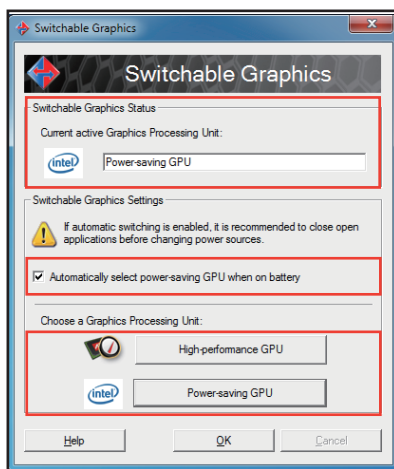 Switchable Graphics
Switchable Graphics
Switchable Graphics Status
Current active Graphics Processing Unit:
intel
Power-saving GPU
Switchable Graphics Settings
If automatic switching is enabled, it is recommended to close open
applications before changing power sources.
Automatically select power-saving GPU when on battery
Choose a Graphics Processing Unit:
High-performance GPU
intel
Power-saving GPU
Help
OK
Cancel